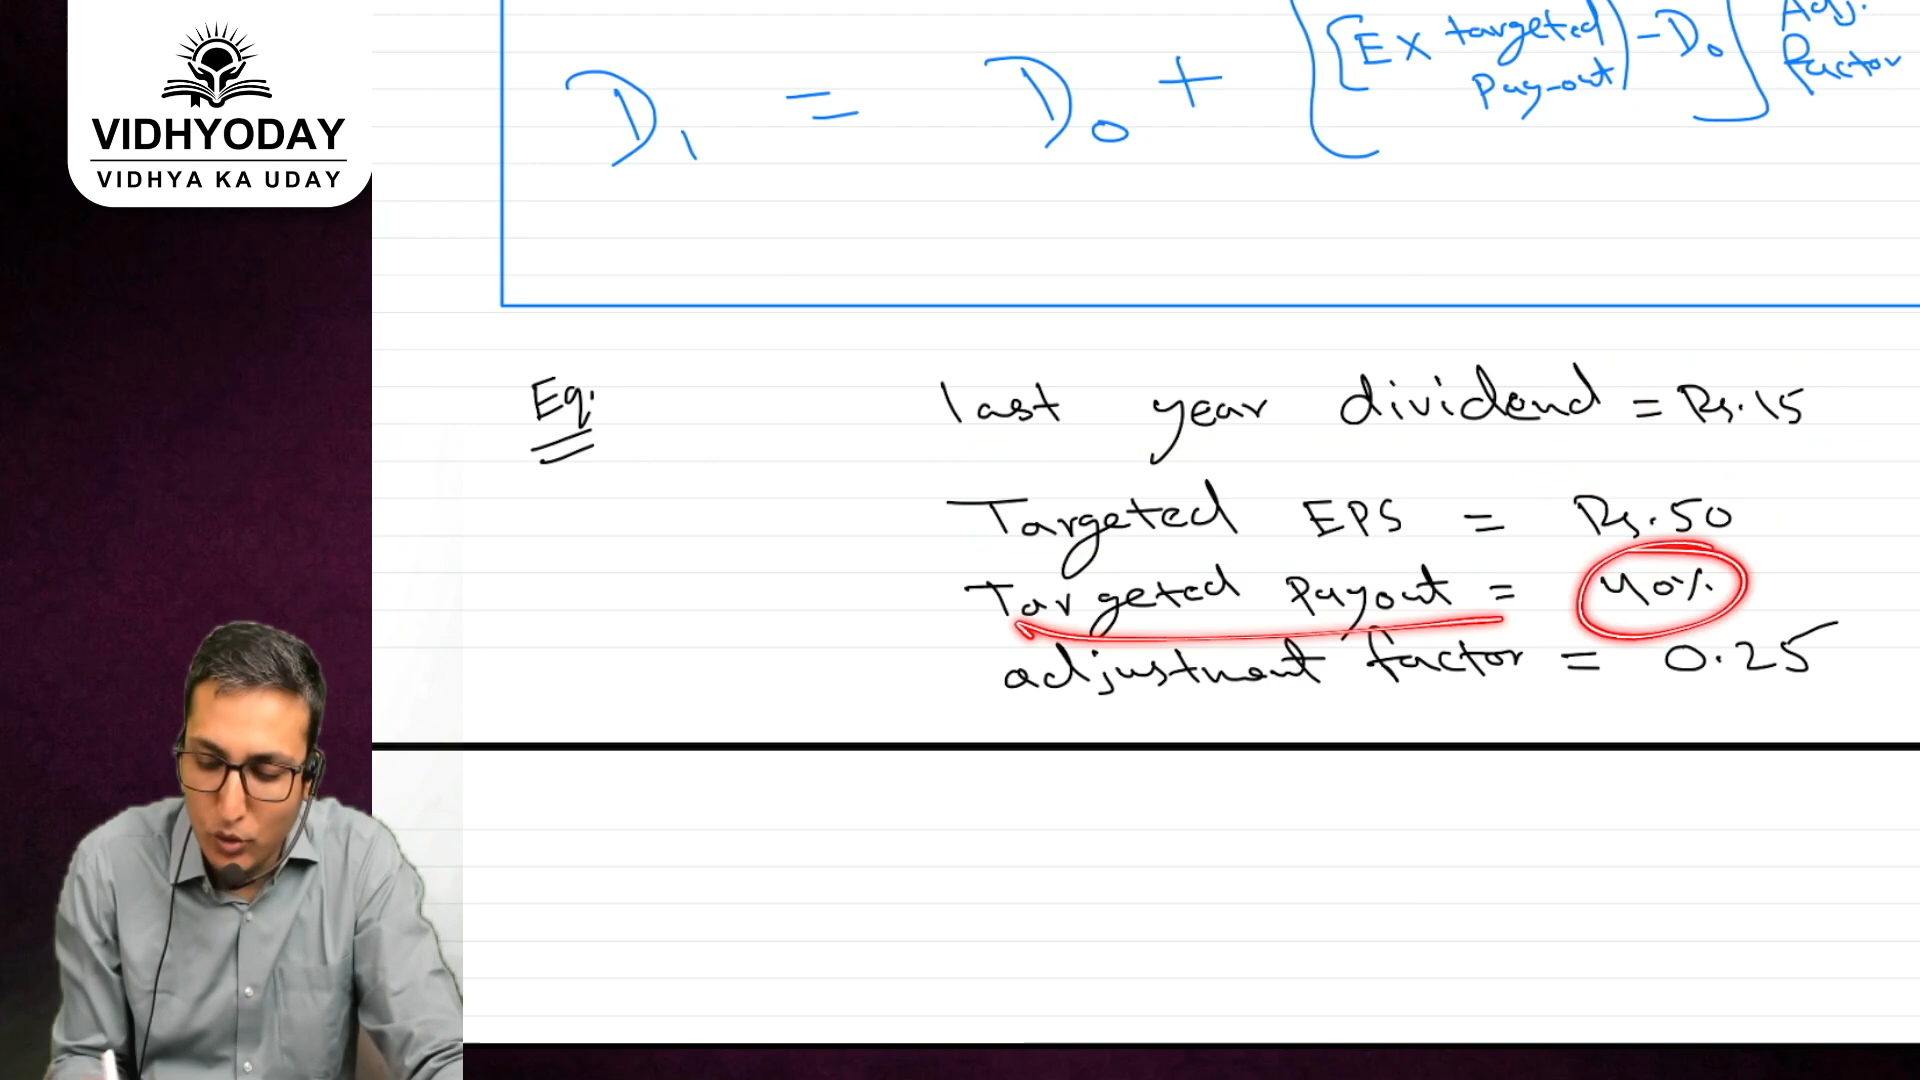 VIDHYODAY
VIDHYA KA UDAY
D₁ = D₀ + [[E X targeted Pay-out] - D₀] Adj. Factor
Eg:
last year dividend = Rs.15
Targeted EPS = Rs.50
Targeted Payout = 40%
adjustment factor = 0.25